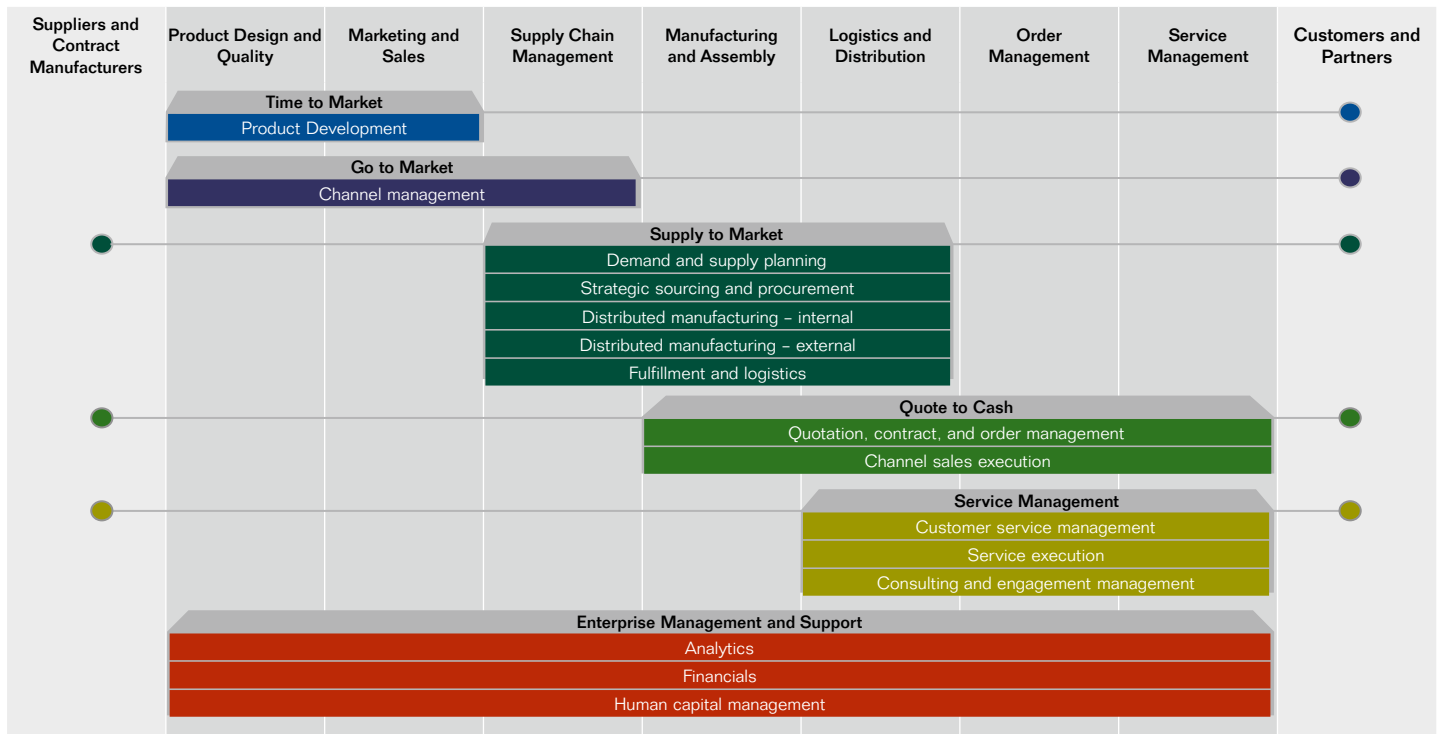 Suppliers and
Contract
Manufacturers
Product Design and
Quality
Marketing and
Sales
Supply Chain
Management
Manufacturing
and Assembly
Logistics and
Distribution
Order
Management
Service
Management
Customers and
Partners
Time to Market
Product Development
Go to Market
Channel management
Supply to Market
Demand and supply planning
Strategic sourcing and procurement
Distributed manufacturing – internal
Distributed manufacturing – external
Fulfillment and logistics
Quote to Cash
Quotation, contract, and order management
Channel sales execution
Service Management
Customer service management
Service execution
Consulting and engagement management
Enterprise Management and Support
Analytics
Financials
Human capital management